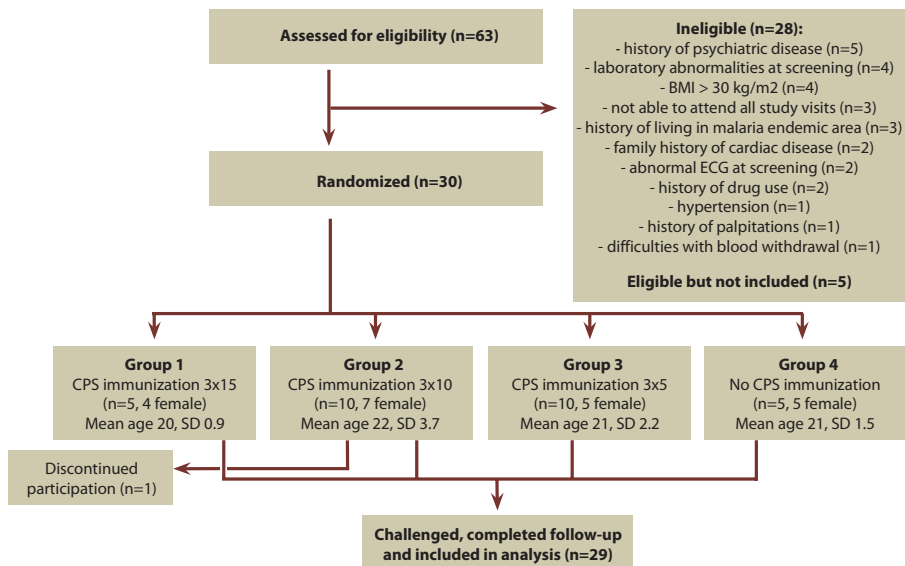 Assessed for eligibility (n=63)
Ineligible (n=28):
- history of psychiatric disease (n=5)
- laboratory abnormalities at screening (n=4)
- BMI > 30 kg/m2 (n=4)
- not able to attend all study visits (n=3)
- history of living in malaria endemic area (n=3)
- family history of cardiac disease (n=2)
- abnormal ECG at screening (n=2)
- history of drug use (n=2)
- hypertension (n=1)
- history of palpitations (n=1)
- difficulties with blood withdrawal (n=1)
Eligible but not included (n=5)
Randomized (n=30)
Group 1
CPS immunization 3x15
(n=5, 4 female)
Mean age 20, SD 0.9
Group 2
CPS immunization 3x10
(n=10, 7 female)
Mean age 22, SD 3.7
Group 3
CPS immunization 3x5
(n=10, 5 female)
Mean age 21, SD 2.2
Group 4
No CPS immunization
(n=5, 5 female)
Mean age 21, SD 1.5
Discontinued
participation (n=1)
Challenged, completed follow-up
and included in analysis (n=29)